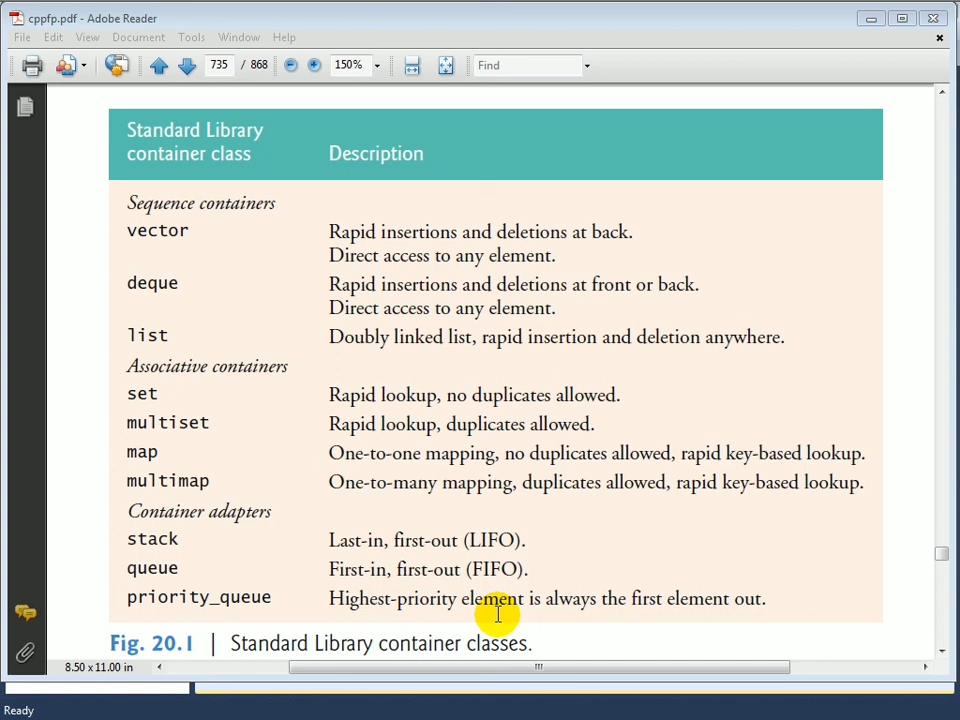 cppfp.pdf - Adobe Reader
File Edit View Document Tools Window Help
735 / 868 150% Find
Standard Library
container class Description
Sequence containers
vector Rapid insertions and deletions at back.
Direct access to any element.
deque Rapid insertions and deletions at front or back.
Direct access to any element.
list Doubly linked list, rapid insertion and deletion anywhere.
Associative containers
set Rapid lookup, no duplicates allowed.
multiset Rapid lookup, duplicates allowed.
map One-to-one mapping, no duplicates allowed, rapid key-based lookup.
multimap One-to-many mapping, duplicates allowed, rapid key-based lookup.
Container adapters
stack Last-in, first-out (LIFO).
queue First-in, first-out (FIFO).
priority_queue Highest-priority element is always the first element out.
Fig. 20.1 | Standard Library container classes.
8.50 x 11.00 in
Ready